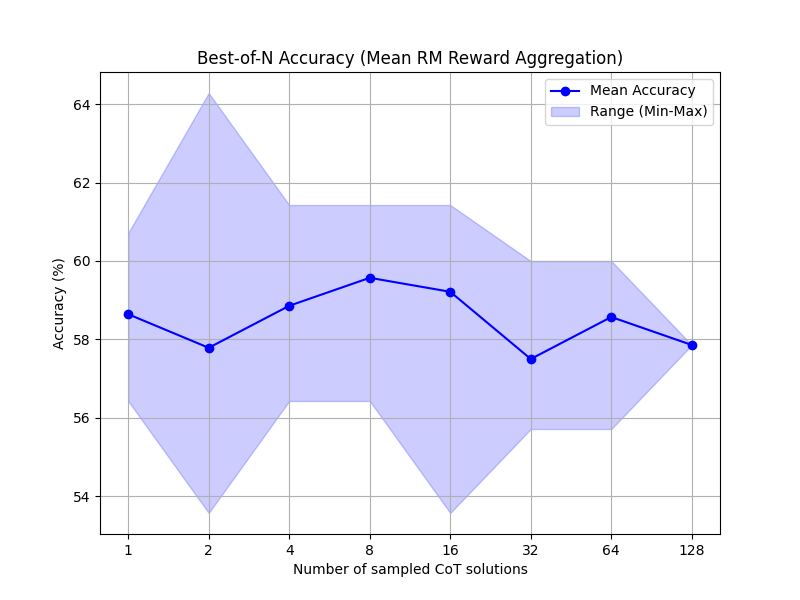 Best-of-N Accuracy (Mean RM Reward Aggregation)
Mean Accuracy
Range (Min-Max)
Accuracy (%)
64
62
60
58
56
54
1 2 4 8 16 32 64 128
Number of sampled CoT solutions